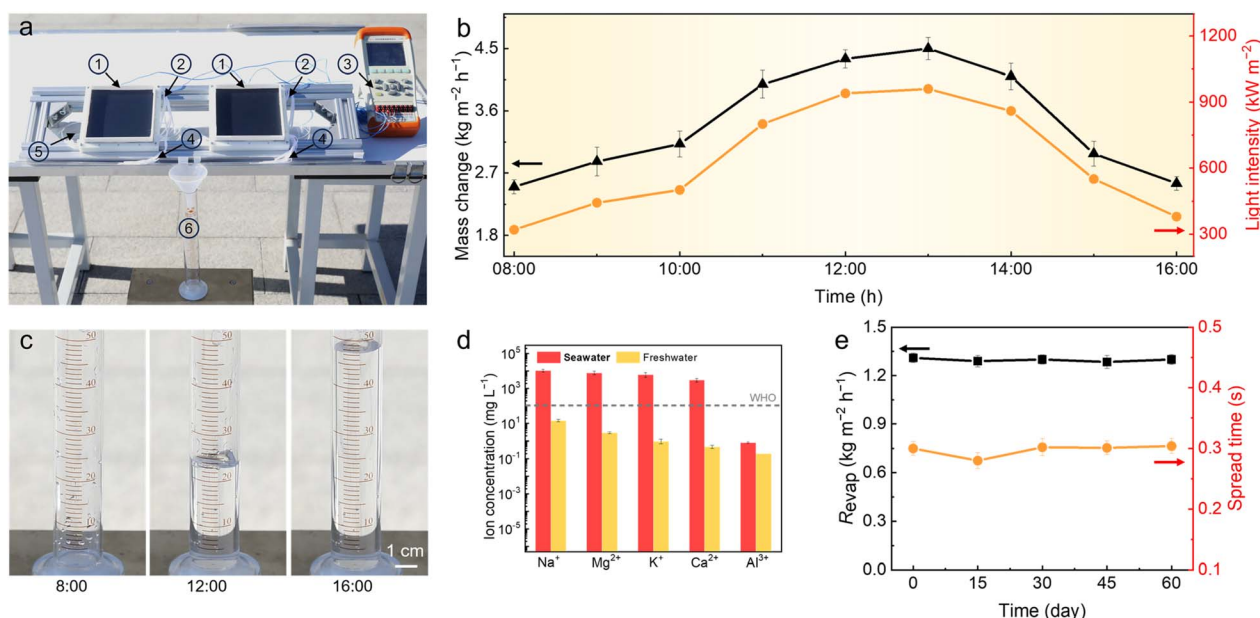 a
① ② ① ② ③
⑤ ④ ④
⑥
b
Mass change (kg m⁻² h⁻¹)
4.5
3.6
2.7
1.8
08:00 10:00 12:00 14:00 16:00
Time (h)
1200
900
600
300
Light intensity (kW m⁻²)
c
50 50 50
40 40 40
30 30 30
20 20 20
10 10 10
1 cm
8:00 12:00 16:00
d
Seawater Freshwater
Ion concentration (mg L⁻¹)
10⁵
10³
10¹
10⁻¹
10⁻³
10⁻⁵
WHO
Na⁺ Mg²⁺ K⁺ Ca²⁺ Al³⁺
e
Revap (kg m⁻² h⁻¹)
1.5
1.2
0.9
0.6
0.3
0.0
0 15 30 45 60
Time (day)
0.5
0.4
0.3
0.2
0.1
Spread time (s)